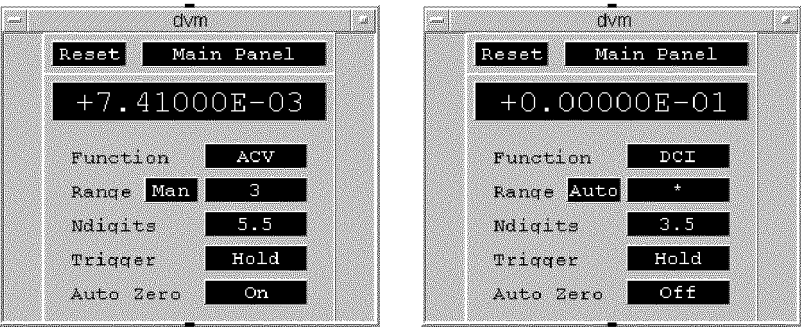 dvm
Reset Main Panel
+7.41000E-03
Function ACV
Range Man 3
Ndigits 5.5
Trigger Hold
Auto Zero On
dvm
Reset Main Panel
+0.00000E-01
Function DCI
Range Auto *
Ndigits 3.5
Trigger Hold
Auto Zero Off